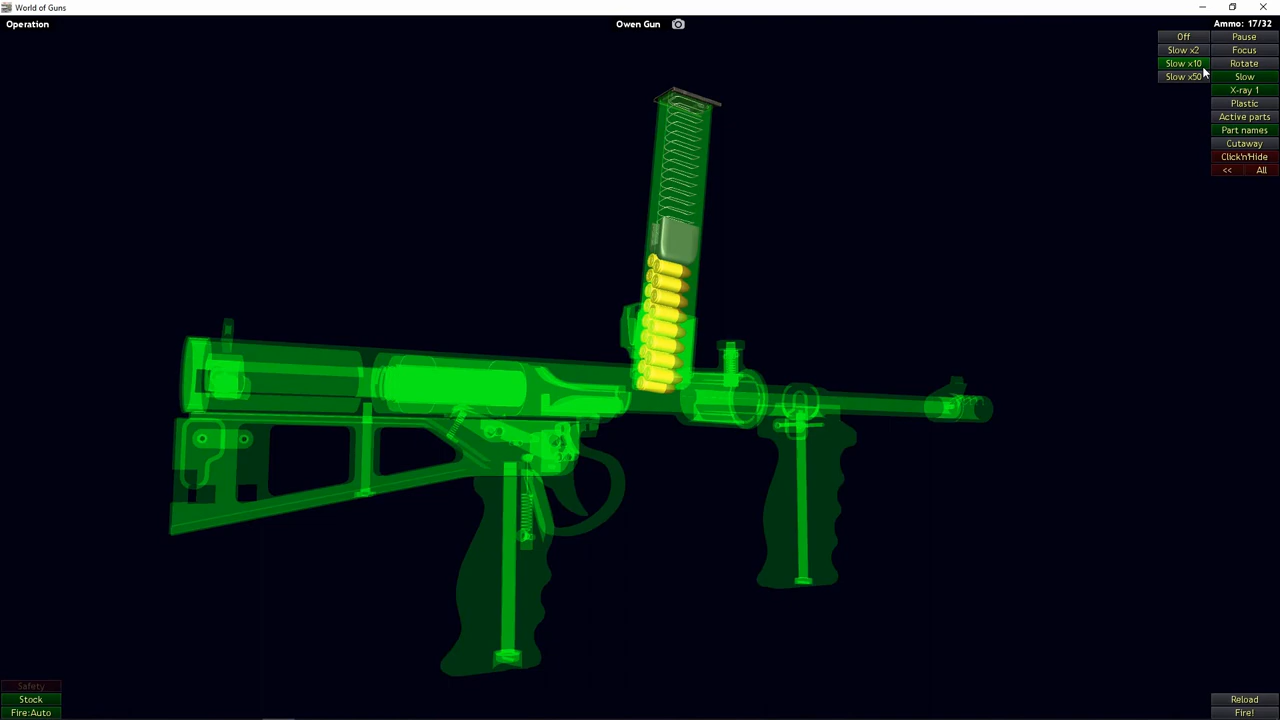 World of Guns
Operation
Owen Gun
Ammo: 17/32
Off
Pause
Slow x2
Focus
Slow x10
Rotate
Slow x50
Slow
X-ray 1
Plastic
Active parts
Part names
Cutaway
Click'n'Hide
<< All
Safety
Stock
Fire:Auto
Reload
Fire!